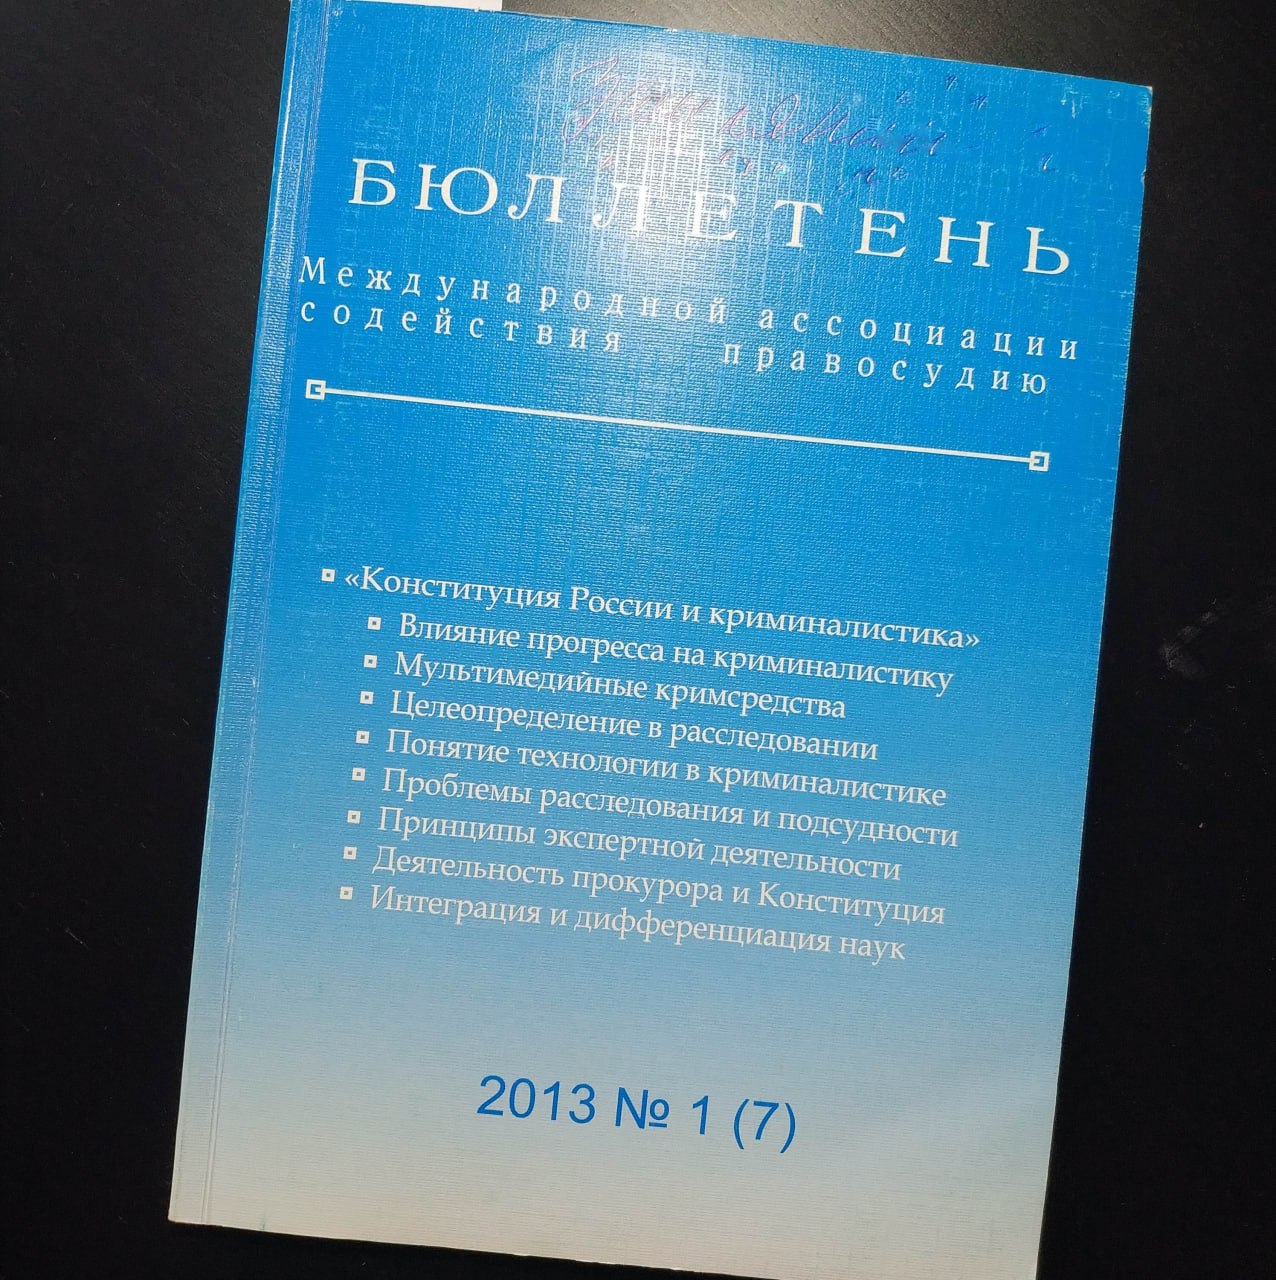 БЮЛЛЕТЕНЬ
Международной ассоциации
содействия правосудию
«Конституция России и криминалистика»
Влияние прогресса на криминалистику
Мультимедийные кримсредства
Целеопределение в расследовании
Понятие технологии в криминалистике
Проблемы расследования и подсудности
Принципы экспертной деятельности
Деятельность прокурора и Конституция
Интеграция и дифференциация наук
2013 № 1 (7)